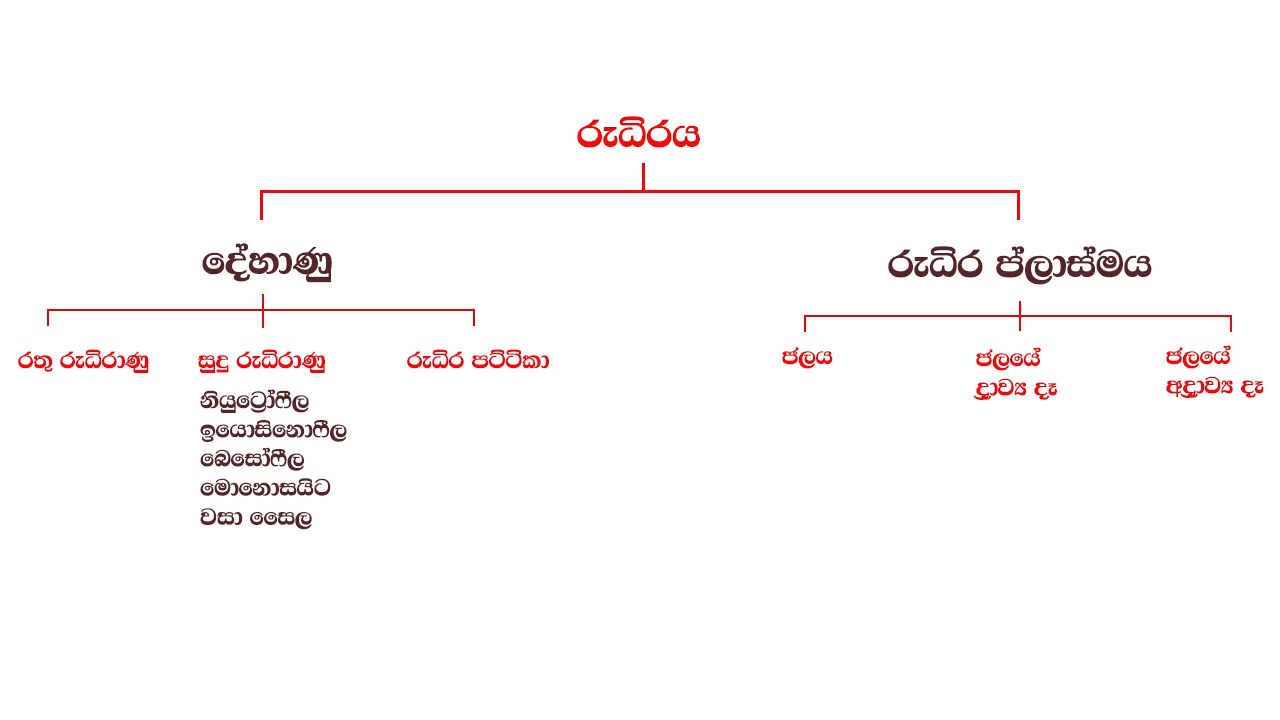 රුධිරය
දේහාණු
රුධිර ප්ලාස්මය
රතු රුධිරාණු
සුදු රුධිරාණු
නියුට්‍රෝෆීල
ඉයොසිනොෆීල
බෙසෝෆීල
මොනොසයිට
වසා සෛල
රුධිර පට්ටිකා
ජලය
ජලයේ
ද්‍රාව්‍ය දෑ
ජලයේ
අද්‍රාව්‍ය දෑ